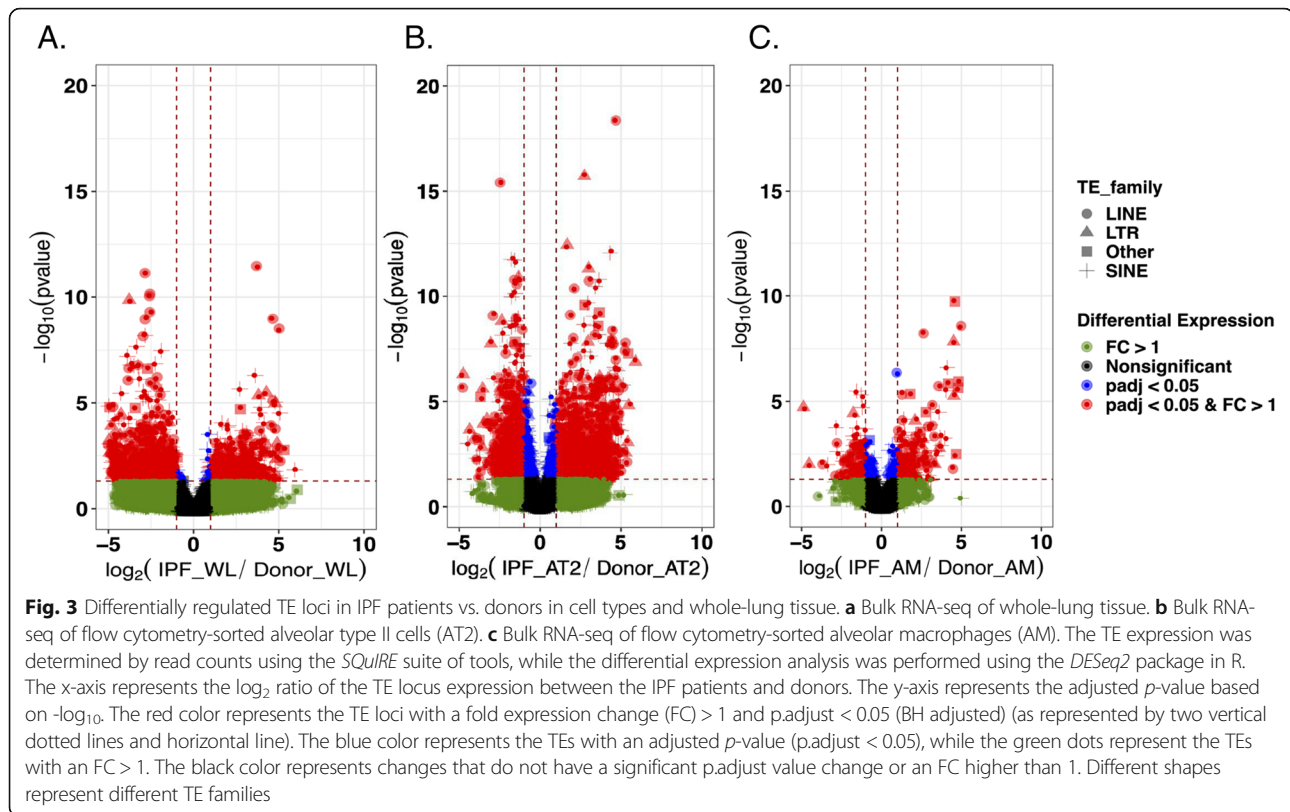 A.
B.
C.
20
15
10
5
0
−log10(pvalue)
−5 0 5 10
log2( IPF_WL/ Donor_WL)
20
15
10
5
0
−log10(pvalue)
−5 0 5 10
log2( IPF_AT2/ Donor_AT2)
20
15
10
5
0
−log10(pvalue)
−5 0 5 10
log2( IPF_AM/ Donor_AM)
TE_family
LINE
LTR
Other
SINE
Differential Expression
FC > 1
Nonsignificant
padj < 0.05
padj < 0.05 & FC > 1
Fig. 3 Differentially regulated TE loci in IPF patients vs. donors in cell types and whole-lung tissue. a Bulk RNA-seq of whole-lung tissue. b Bulk RNA-
seq of flow cytometry-sorted alveolar type II cells (AT2). c Bulk RNA-seq of flow cytometry-sorted alveolar macrophages (AM). The TE expression was
determined by read counts using the SQuIRE suite of tools, while the differential expression analysis was performed using the DESeq2 package in R.
The x-axis represents the log2 ratio of the TE locus expression between the IPF patients and donors. The y-axis represents the adjusted p-value based
on -log10. The red color represents the TE loci with a fold expression change (FC) > 1 and p.adjust < 0.05 (BH adjusted) (as represented by two vertical
dotted lines and horizontal line). The blue color represents the TEs with an adjusted p-value (p.adjust < 0.05), while the green dots represent the TEs
with an FC > 1. The black color represents changes that do not have a significant p.adjust value change or an FC higher than 1. Different shapes
represent different TE families